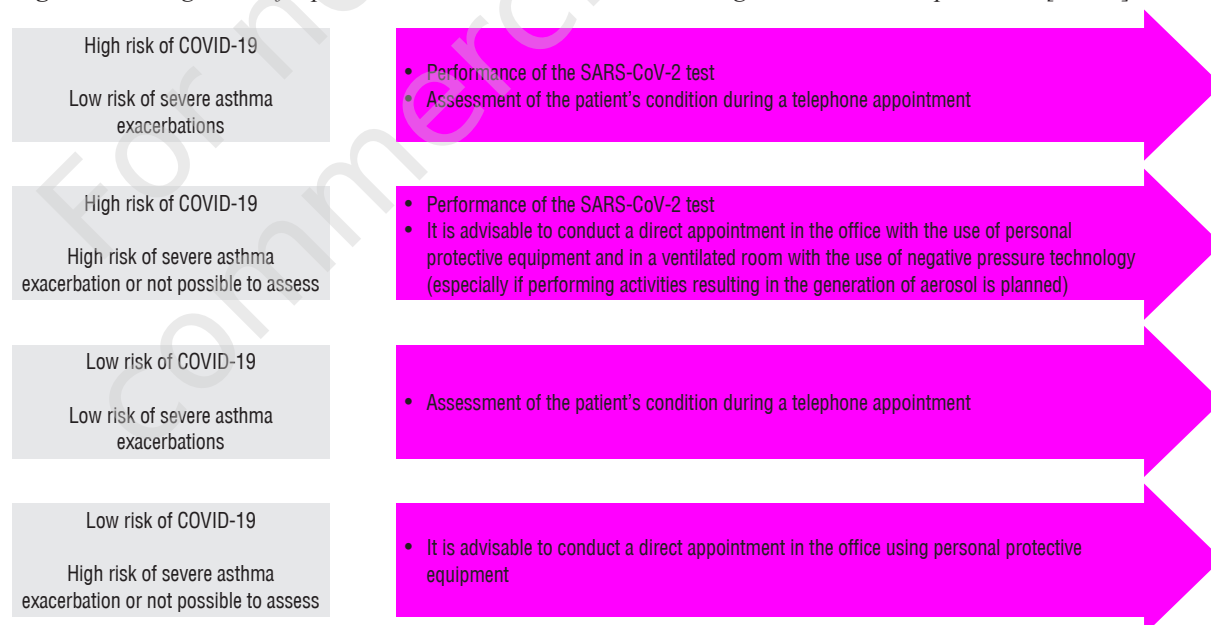 High risk of COVID-19
Low risk of severe asthma
exacerbations
• Performance of the SARS-CoV-2 test
• Assessment of the patient's condition during a telephone appointment
High risk of COVID-19
High risk of severe asthma
exacerbation or not possible to assess
• Performance of the SARS-CoV-2 test
• It is advisable to conduct a direct appointment in the office with the use of personal
protective equipment and in a ventilated room with the use of negative pressure technology
(especially if performing activities resulting in the generation of aerosol is planned)
Low risk of COVID-19
Low risk of severe asthma
exacerbations
• Assessment of the patient's condition during a telephone appointment
Low risk of COVID-19
High risk of severe asthma
exacerbation or not possible to assess
• It is advisable to conduct a direct appointment in the office using personal protective
equipment
For